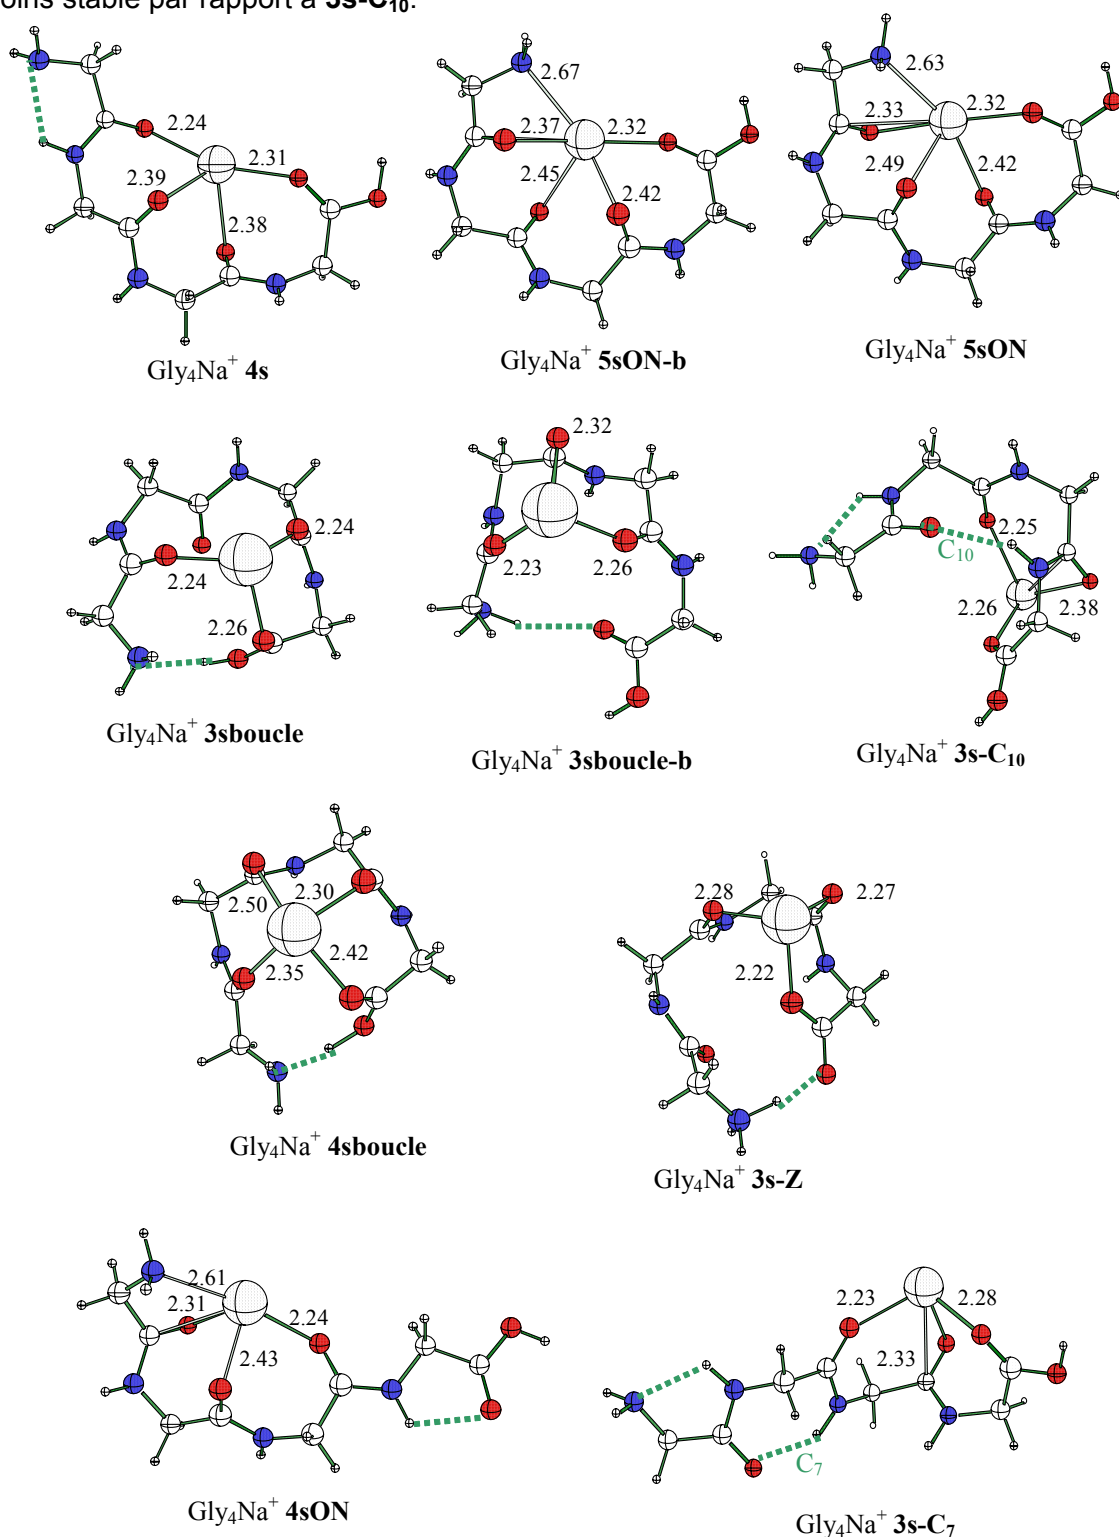 oins stable par rapport à 3s-C10.
2.24
2.31
2.39
2.38
Gly4Na+ 4s
2.67
2.37
2.32
2.45
2.42
Gly4Na+ 5sON-b
2.63
2.33
2.32
2.49
2.42
Gly4Na+ 5sON
2.24
2.24
2.26
Gly4Na+ 3sboucle
2.32
2.23
2.26
Gly4Na+ 3sboucle-b
2.25
C10
2.26
2.38
Gly4Na+ 3s-C10
2.50
2.30
2.42
2.35
Gly4Na+ 4sboucle
2.28
2.27
2.22
Gly4Na+ 3s-Z
2.61
2.31
2.24
2.43
Gly4Na+ 4sON
2.23
2.28
2.33
C7
Gly4Na+ 3s-C7